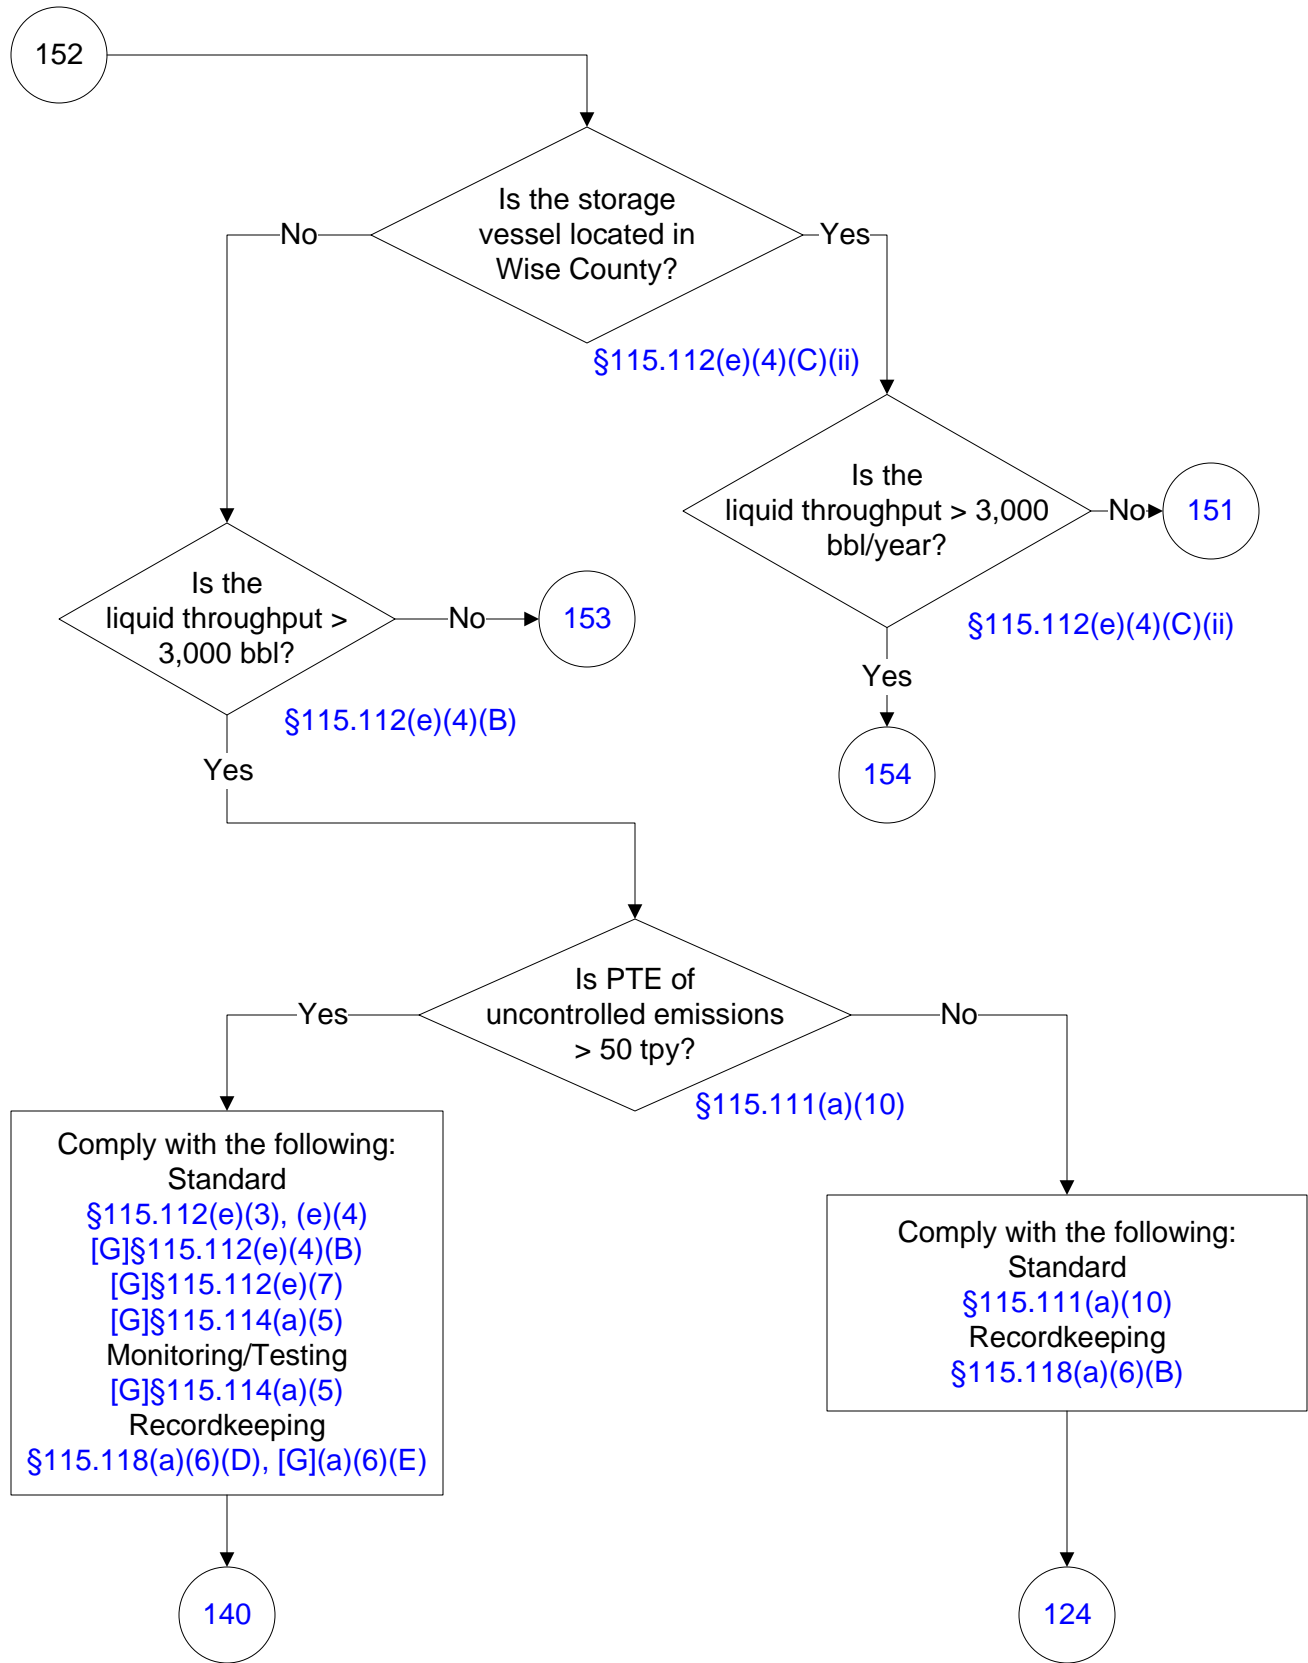 152
Is the storage
vessel located in
Wise County?
No
Yes
§115.112(e)(4)(C)(ii)
Is the
liquid throughput > 3,000
bbl/year?
No
151
§115.112(e)(4)(C)(ii)
Yes
154
Is the
liquid throughput >
3,000 bbl?
No
153
§115.112(e)(4)(B)
Yes
Is PTE of
uncontrolled emissions
> 50 tpy?
Yes
No
§115.111(a)(10)
Comply with the following:
Standard
§115.112(e)(3), (e)(4)
[G]§115.112(e)(4)(B)
[G]§115.112(e)(7)
[G]§115.114(a)(5)
Monitoring/Testing
[G]§115.114(a)(5)
Recordkeeping
§115.118(a)(6)(D), [G](a)(6)(E)
140
Comply with the following:
Standard
§115.111(a)(10)
Recordkeeping
§115.118(a)(6)(B)
124